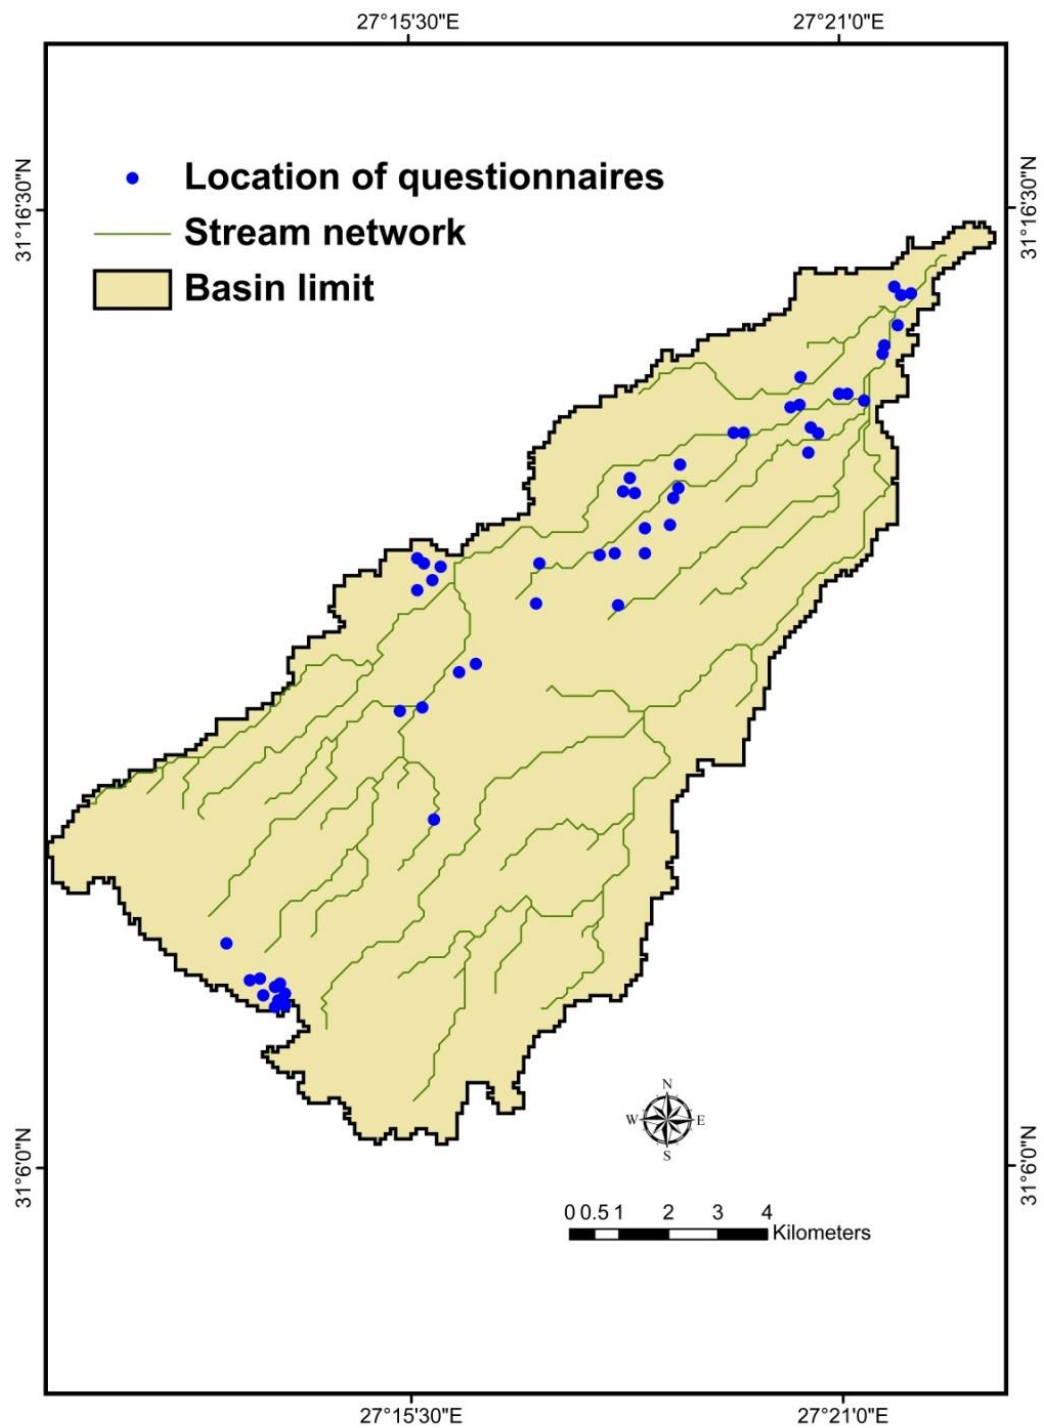 27°15'30"E 27°21'0"E
31°16'30"N 31°16'30"N
Location of questionnaires
Stream network
Basin limit
N
W E
S
31°6'0"N 31°6'0"N
0 0.5 1 2 3 4
Kilometers
27°15'30"E 27°21'0"E